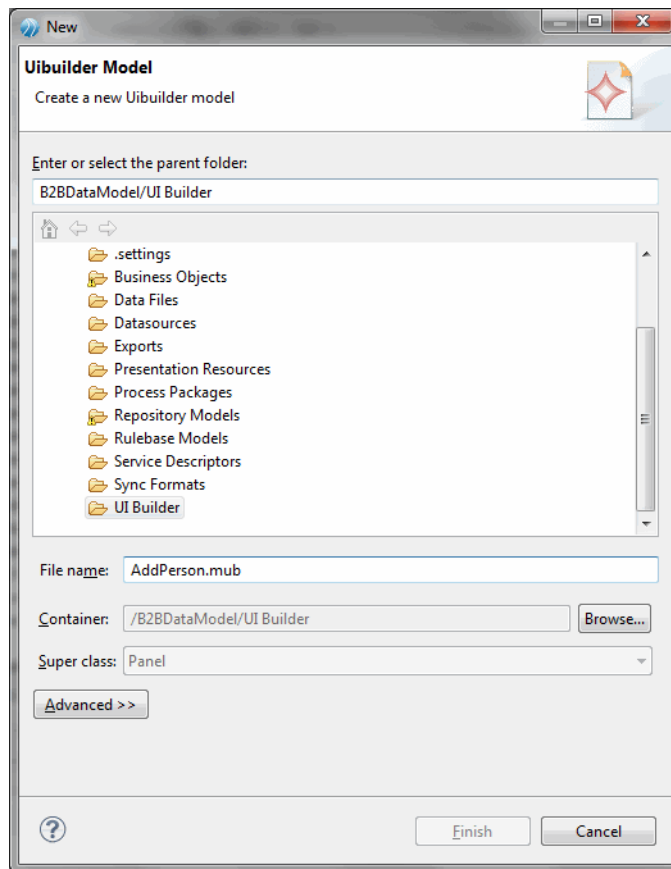 New
Uibuilder Model
Create a new Uibuilder model
Enter or select the parent folder:
B2BDataModel/UI Builder
.settings
Business Objects
Data Files
Datasources
Exports
Presentation Resources
Process Packages
Repository Models
Rulebase Models
Service Descriptors
Sync Formats
UI Builder
File name: AddPerson.mub
Container: /B2BDataModel/UI Builder Browse...
Super class: Panel
Advanced >>
? Finish Cancel